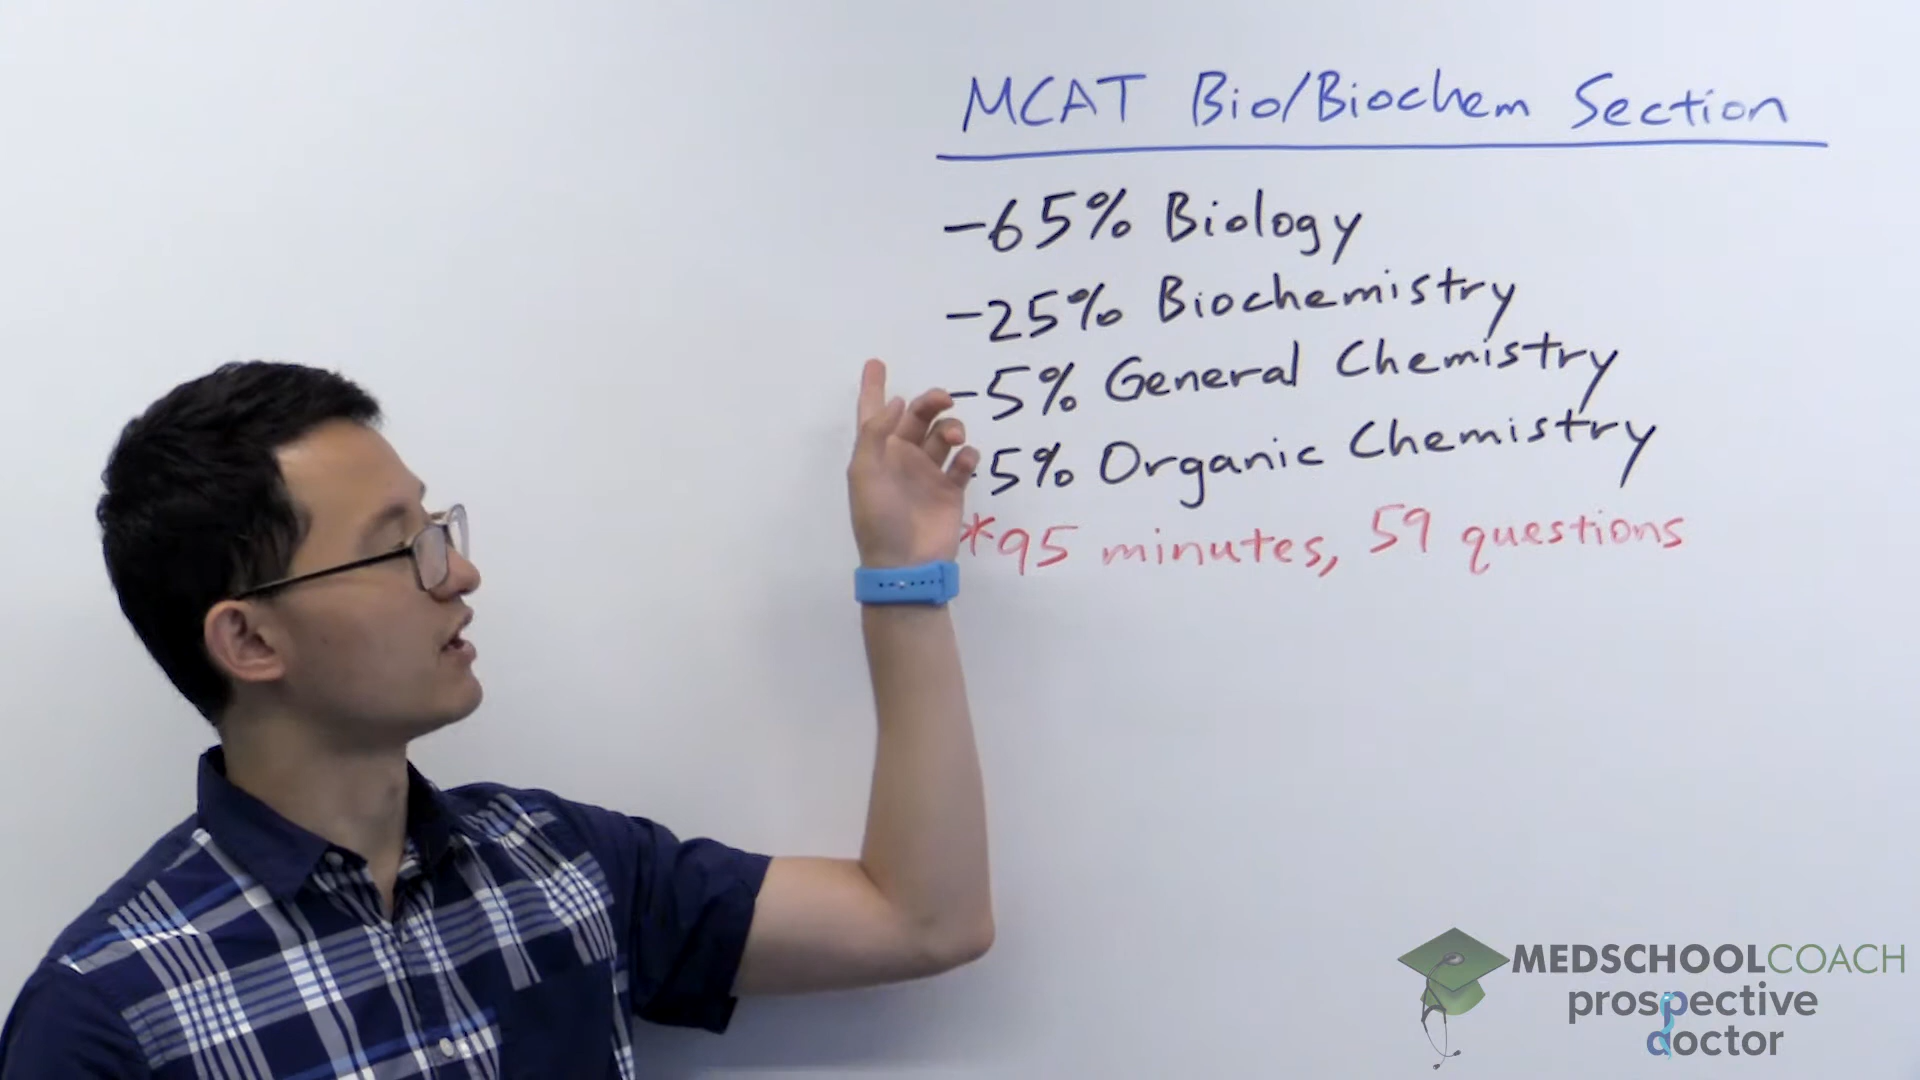 MCAT Bio/Biochem Section
-65% Biology
-25% Biochemistry
-5% General Chemistry
-5% Organic Chemistry
*95 minutes, 59 questions
MEDSCHOOLCOACH
prospective
doctor